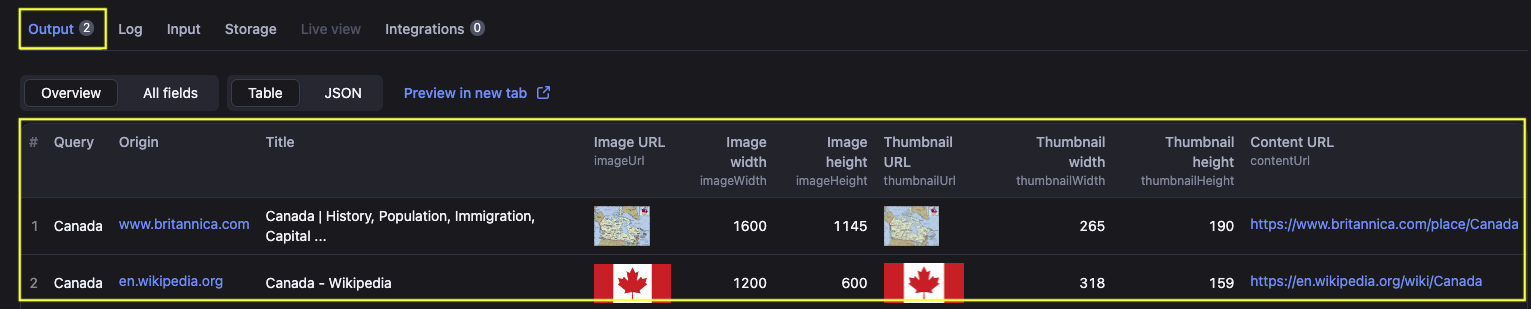 Output 2 Log Input Storage Live view Integrations 0
Overview All fields Table JSON Preview in new tab
# Query Origin Title Image URL Image width Image height Thumbnail URL Thumbnail width Thumbnail height Content URL
imageUrl imageWidth imageHeight thumbnailUrl thumbnailWidth thumbnailHeight contentUrl
1 Canada www.britannica.com Canada | History, Population, Immigration, Capital ... 1600 1145 265 190 https://www.britannica.com/place/Canada
2 Canada en.wikipedia.org Canada - Wikipedia 1200 600 318 159 https://en.wikipedia.org/wiki/Canada